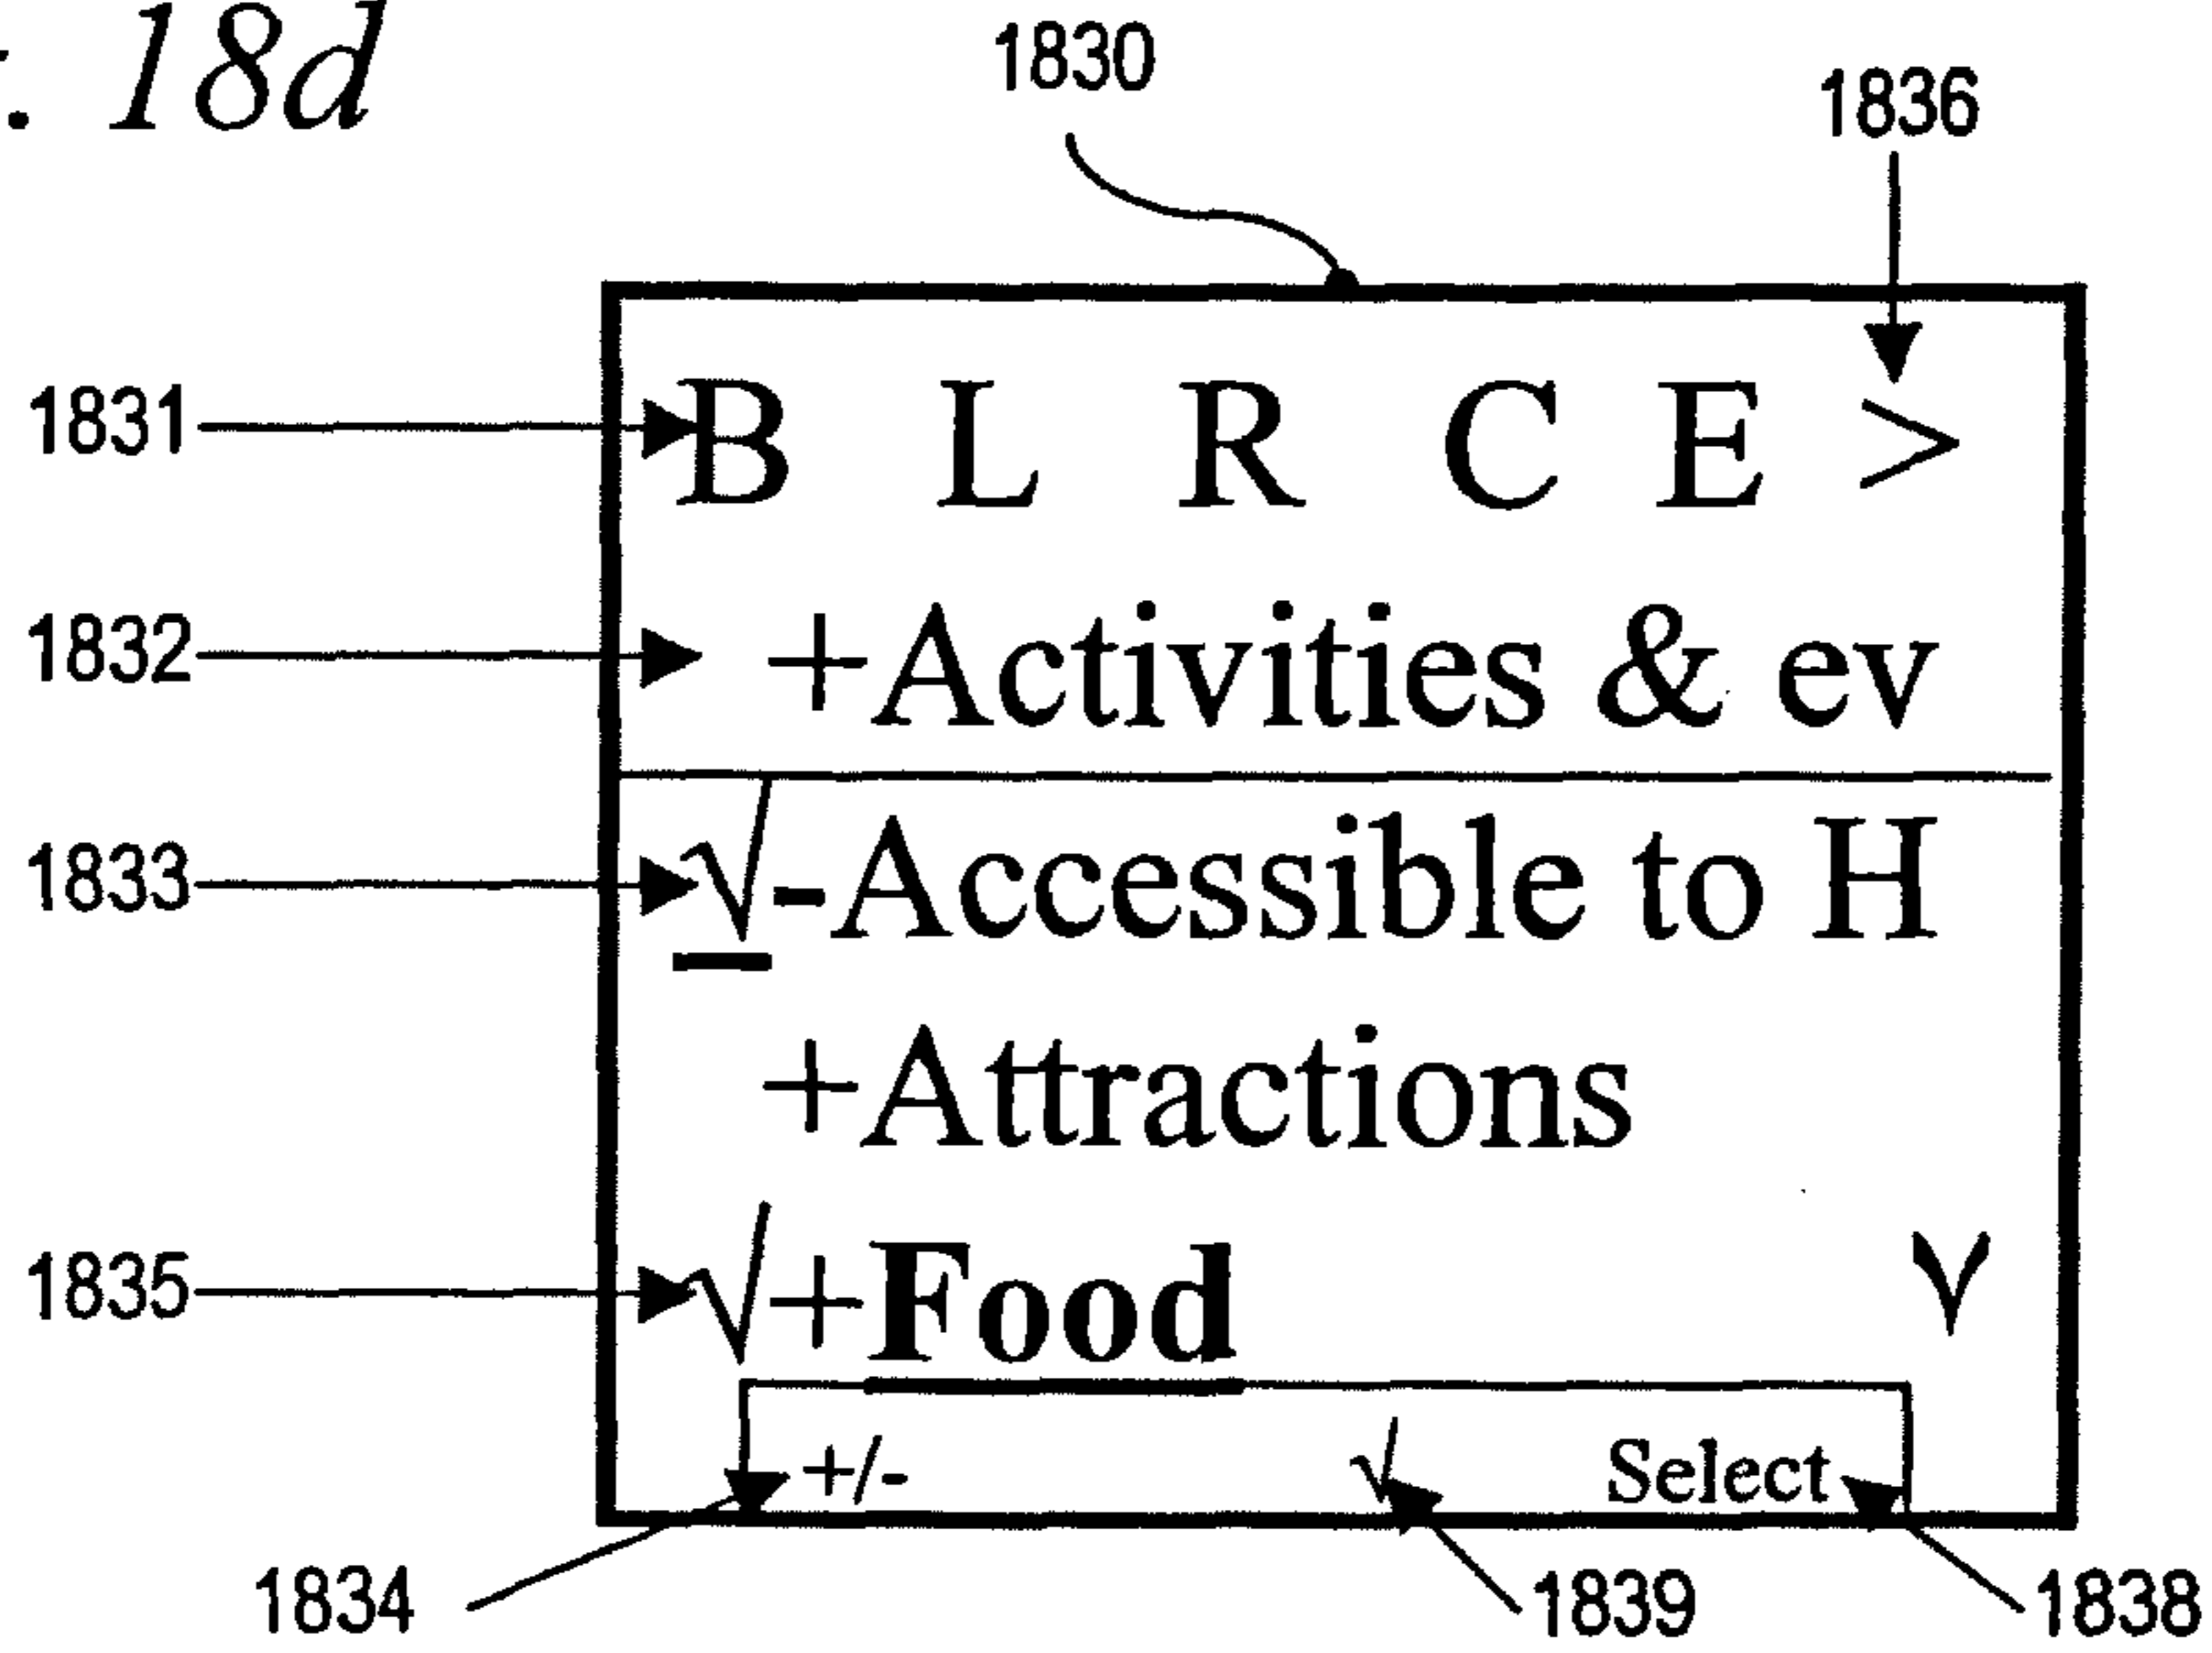 . 18d
1830
1836
1831
B L R C E >
1832
+Activities & ev
1833
√-Accessible to H
+Attractions
1835
√+Food
+/- √ Select
1834
1839
1838